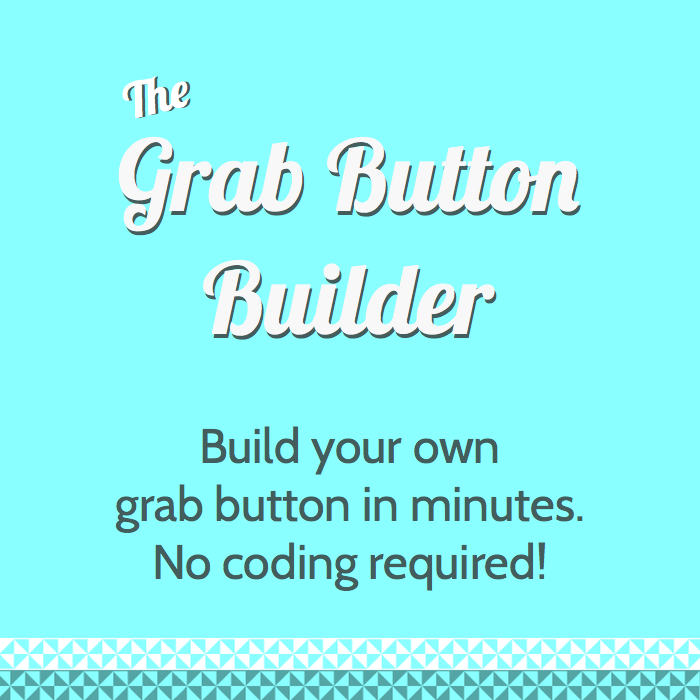 The
Grab Button
Builder
Build your own
grab button in minutes.
No coding required!